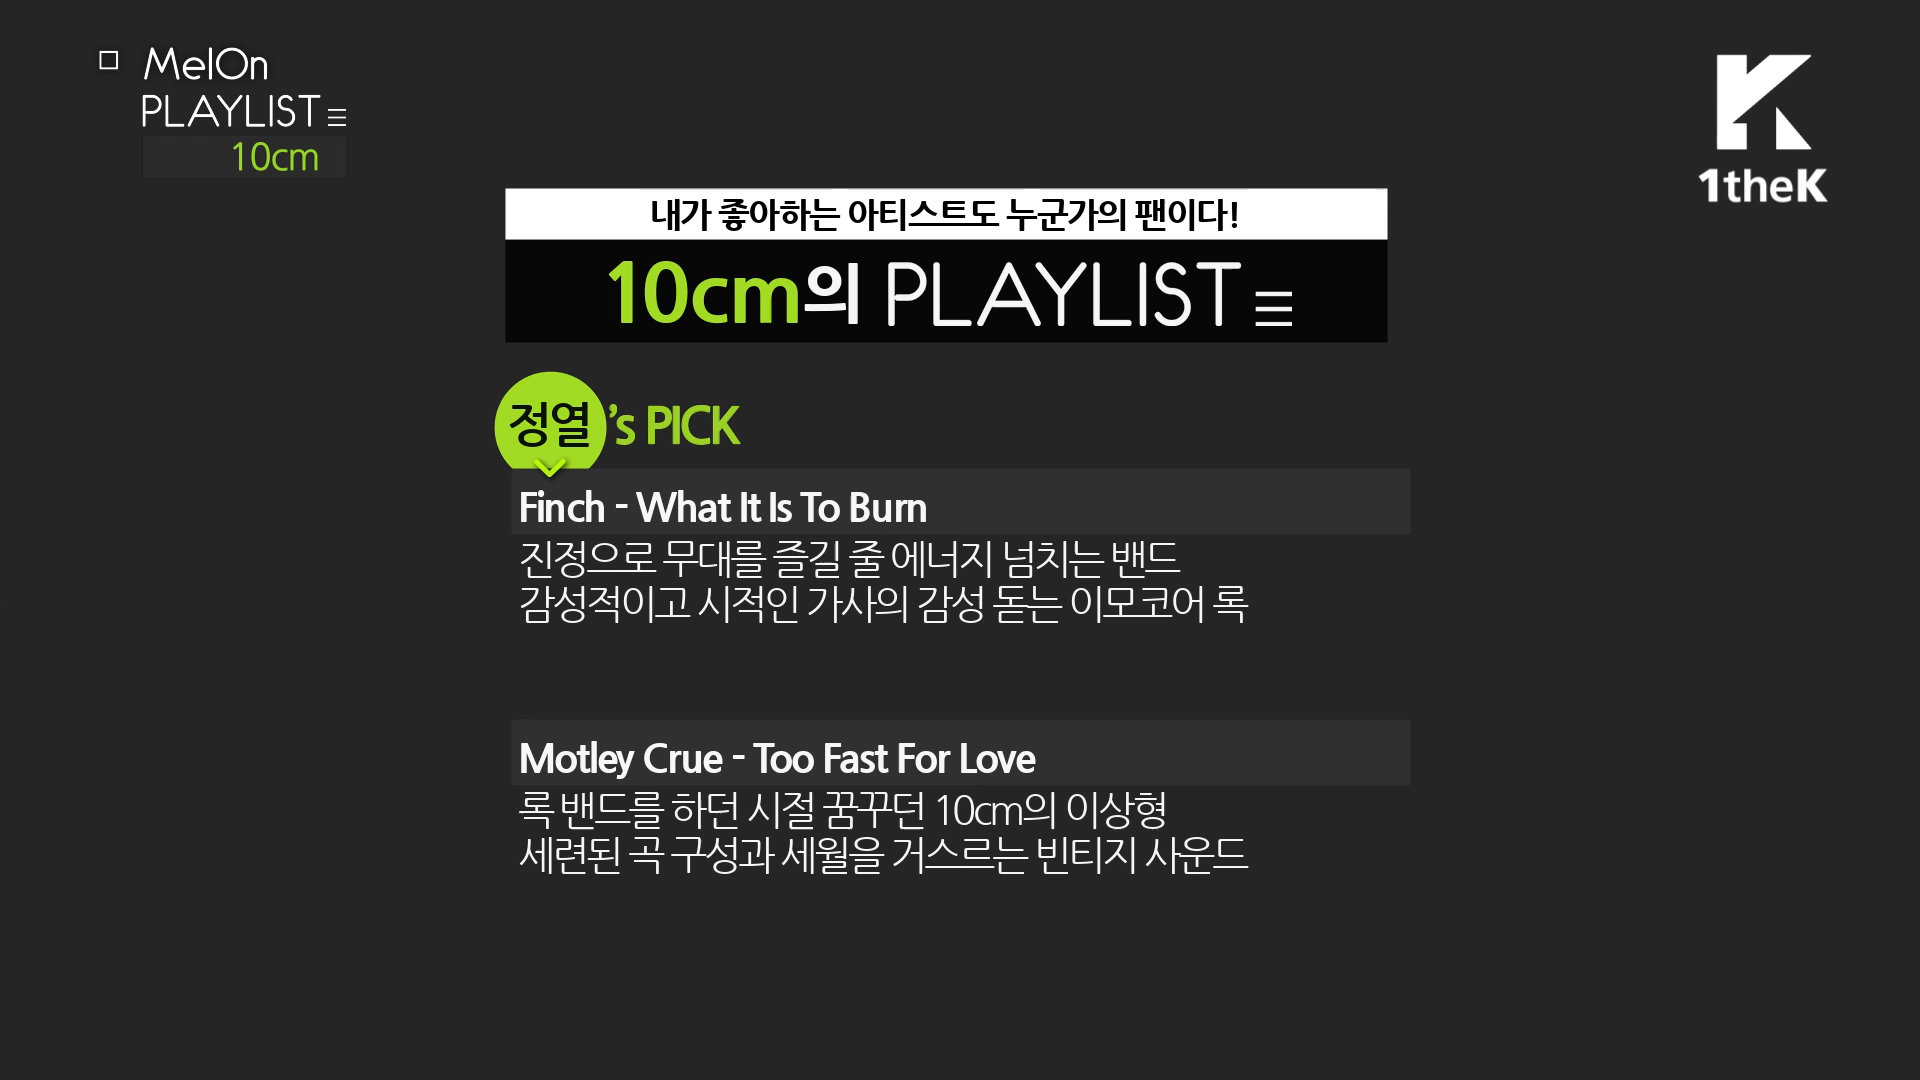 MelOn
PLAYLIST
10cm
1theK
내가 좋아하는 아티스트도 누군가의 팬이다!
10cm의 PLAYLIST
정열's PICK
Finch - What It Is To Burn
진정으로 무대를 즐길 줄 에너지 넘치는 밴드
감성적이고 시적인 가사의 감성 돋는 이모코어 록
Motley Crue - Too Fast For Love
록 밴드를 하던 시절 꿈꾸던 10cm의 이상형
세련된 곡 구성과 세월을 거스르는 빈티지 사운드